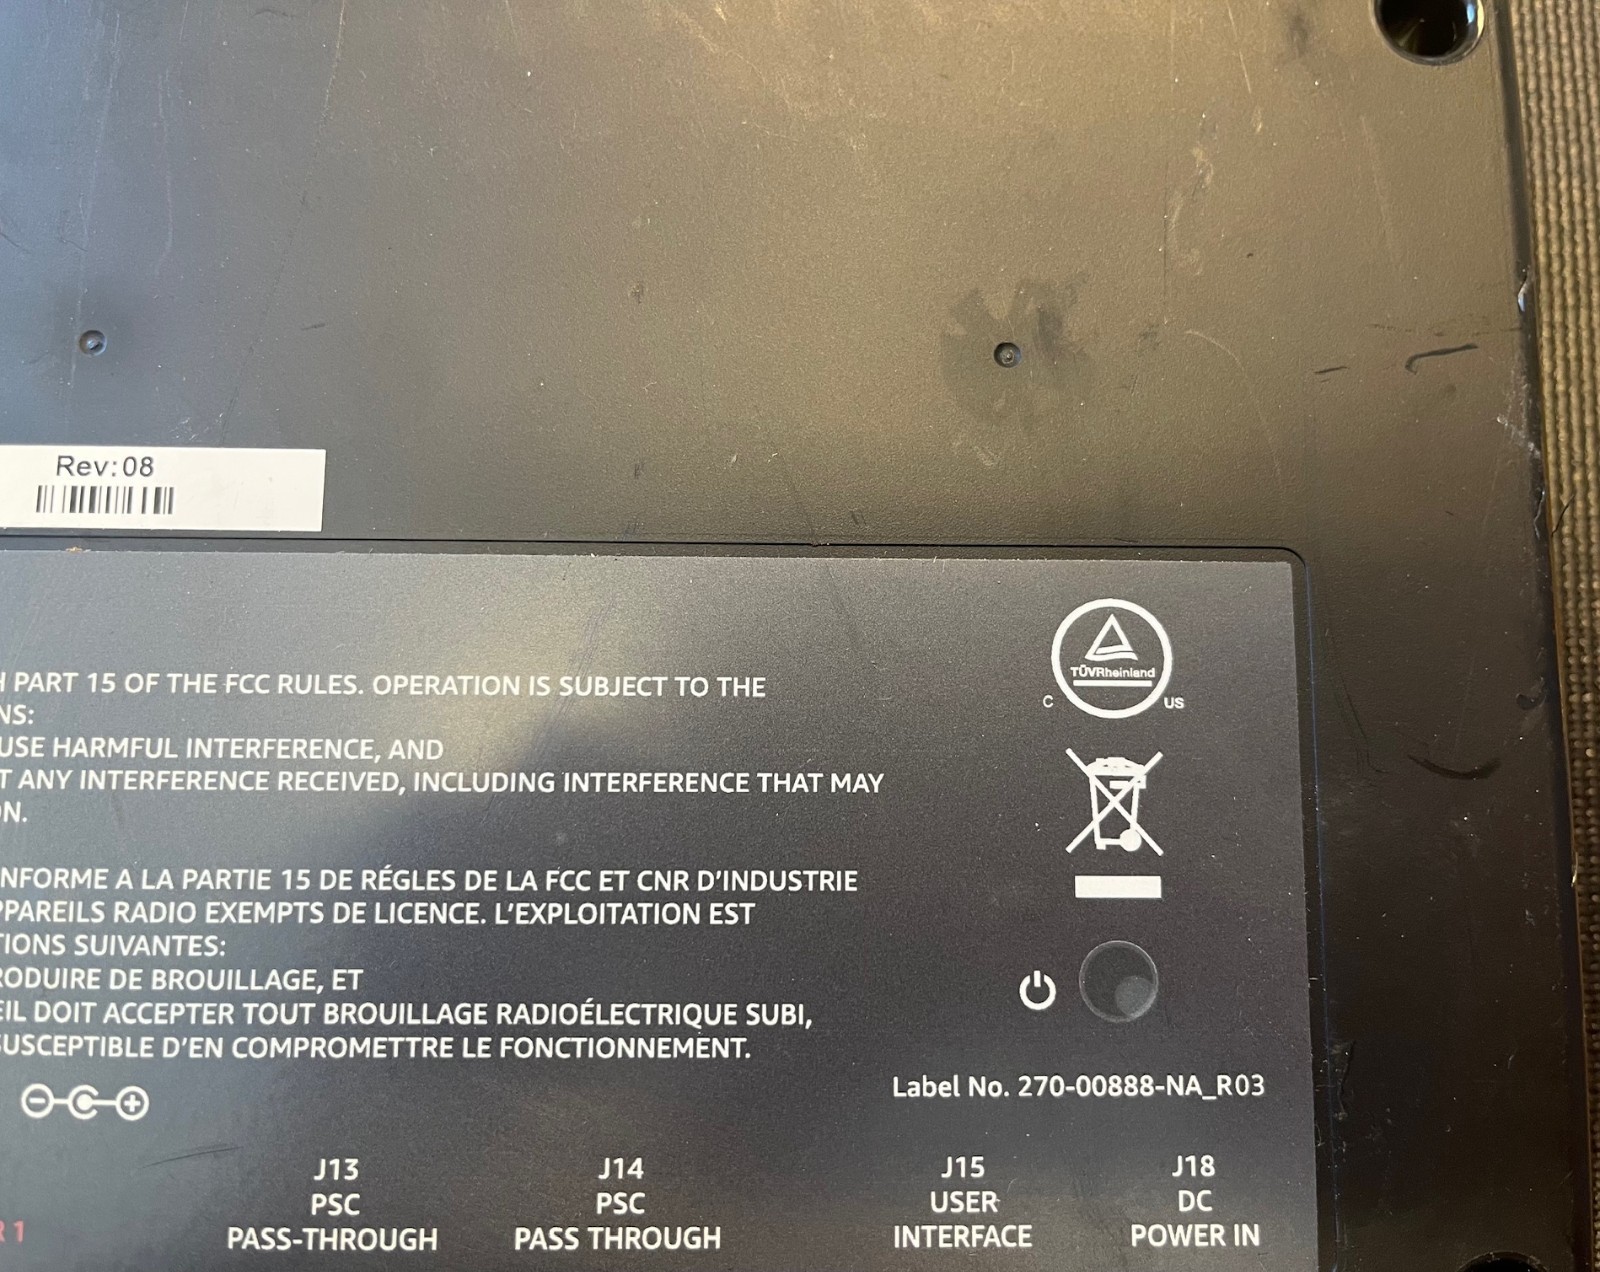 Rev:08
TÜVRheinland
C US
PART 15 OF THE FCC RULES. OPERATION IS SUBJECT TO THE
NS:
USE HARMFUL INTERFERENCE, AND
T ANY INTERFERENCE RECEIVED, INCLUDING INTERFERENCE THAT MAY
ON.
NFORME A LA PARTIE 15 DE RÉGLES DE LA FCC ET CNR D'INDUSTRIE
PPAREILS RADIO EXEMPTS DE LICENCE. L'EXPLOITATION EST
TIONS SUIVANTES:
RODUIRE DE BROUILLAGE, ET
EIL DOIT ACCEPTER TOUT BROUILLAGE RADIOÉLECTRIQUE SUBI,
SUSCEPTIBLE D'EN COMPROMETTRE LE FONCTIONNEMENT.
Label No. 270-00888-NA_R03
J13
PSC
PASS-THROUGH
J14
PSC
PASS THROUGH
J15
USER
INTERFACE
J18
DC
POWER IN
R 1